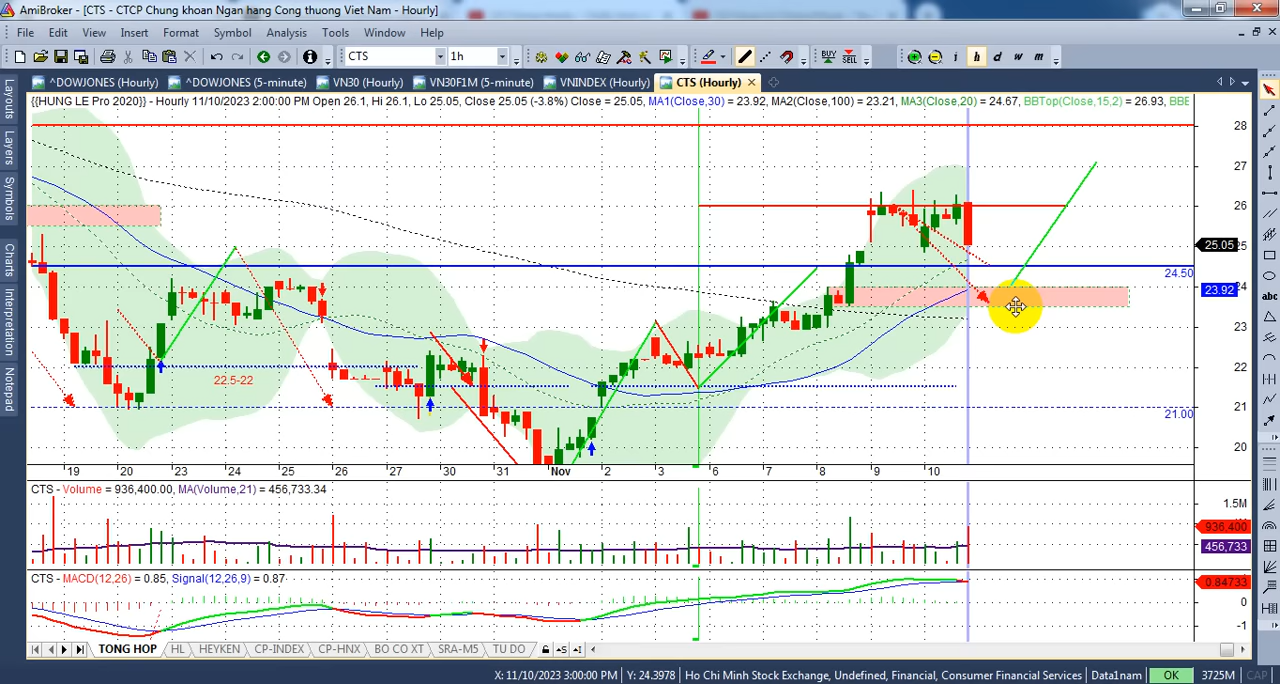 AmiBroker - [CTS - CTCP Chung khoan Ngan hang Cong thuong Viet Nam - Hourly]
File Edit View Insert Format Symbol Analysis Tools Window Help
CTS 1h BUY SELL i h d w m
^DOWJONES (Hourly) ^DOWJONES (5-minute) VN30 (Hourly) VN30F1M (5-minute) VNINDEX (Hourly) CTS (Hourly)
{{HUNG LE Pro 2020}} - Hourly 11/10/2023 2:00:00 PM Open 26.1, Hi 26.1, Lo 25.05, Close 25.05 (-3.8%) Close = 25.05, MA1(Close,30) = 23.92, MA2(Close,100) = 23.21, MA3(Close,20) = 24.67, BBTop(Close,15,2) = 26.93, BBE
Layouts
Layers
Symbols
Charts
Interpretation
Notepad
28
27
26
25.05 25
24.50
23.92 24
23
22
22.5-22
21
21.00
20
19 20 23 24 25 26 27 30 31 Nov 2 3 6 7 8 9 10
CTS - Volume = 936,400.00, MA(Volume,21) = 456,733.34
1.5M
936,400
456,733
CTS - MACD(12,26) = 0.85, Signal(12,26,9) = 0.87
0.84733
0
-1
TONG HOP HL HEYKEN CP-INDEX CP-HNX BO CO XT SRA-M5 TU DO
X: 11/10/2023 3:00:00 PM Y: 24.3978 Ho Chi Minh Stock Exchange, Undefined, Financial, Consumer Financial Services Data1nam OK 3725M CAP
abc